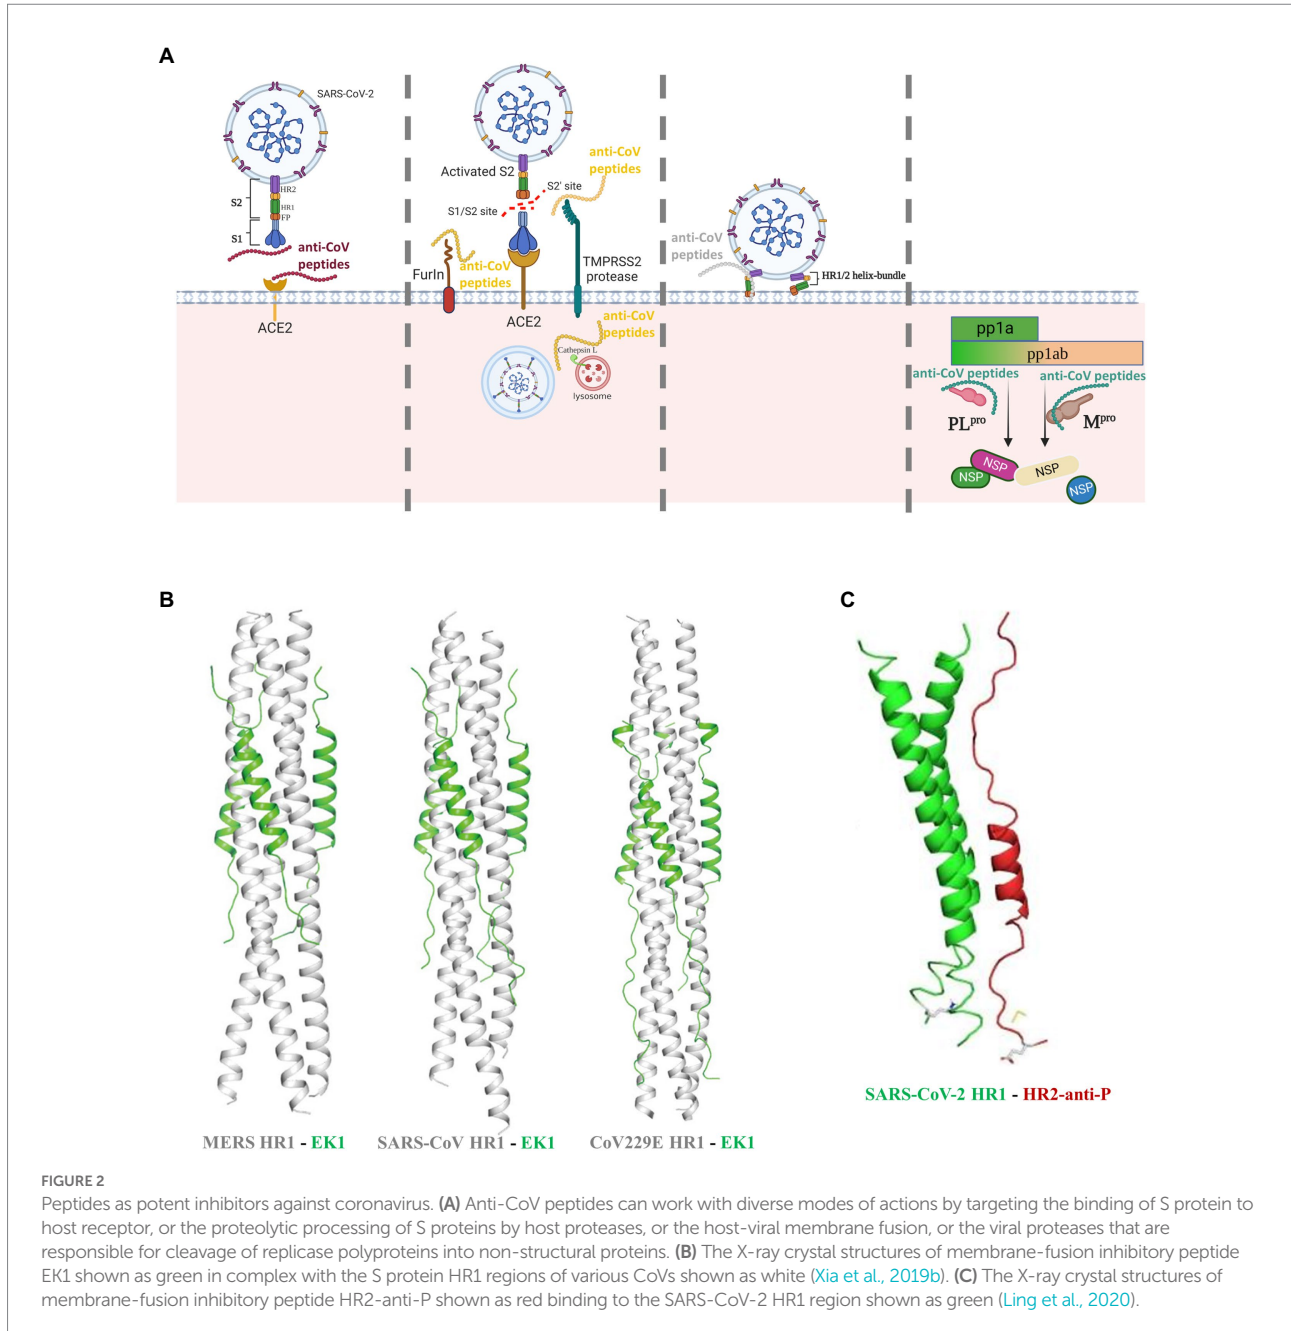 A
SARS-CoV-2
HR2
S2
HR1
FP
S1
anti-CoV
peptides
ACE2
Activated S2
anti-CoV
peptides
S2' site
S1/S2 site
FurIn
anti-CoV
peptides
TMPRSS2
protease
ACE2
anti-CoV
peptides
Cathepsin L
lysosome
anti-CoV
peptides
HR1/2 helix-bundle
pp1a
pp1ab
anti-CoV peptides
anti-CoV peptides
PLpro
Mpro
NSP
NSP
NSP
NSP
B
MERS HR1 - EK1
SARS-CoV HR1 - EK1
CoV229E HR1 - EK1
C
SARS-CoV-2 HR1 - HR2-anti-P
FIGURE 2
Peptides as potent inhibitors against coronavirus. (A) Anti-CoV peptides can work with diverse modes of actions by targeting the binding of S protein to
host receptor, or the proteolytic processing of S proteins by host proteases, or the host-viral membrane fusion, or the viral proteases that are
responsible for cleavage of replicase polyproteins into non-structural proteins. (B) The X-ray crystal structures of membrane-fusion inhibitory peptide
EK1 shown as green in complex with the S protein HR1 regions of various CoVs shown as white (Xia et al., 2019b). (C) The X-ray crystal structures of
membrane-fusion inhibitory peptide HR2-anti-P shown as red binding to the SARS-CoV-2 HR1 region shown as green (Ling et al., 2020).